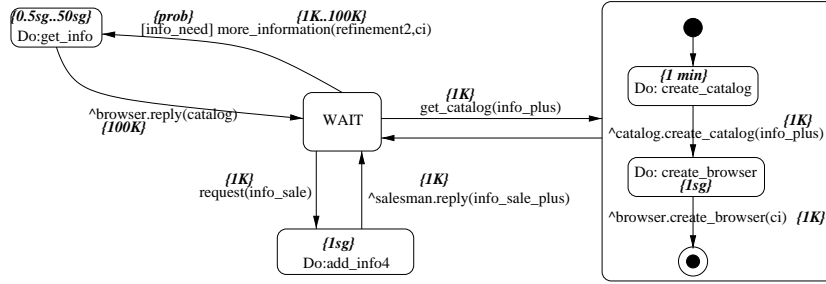 {0.5sg..50sg}
Do:get_info
{prob}
{1K..100K}
[info_need] more_information(refinement2,ci)
^browser.reply(catalog)
{100K}
WAIT
{1K}
get_catalog(info_plus)
{1K}
request(info_sale)
{1K}
^salesman.reply(info_sale_plus)
{1sg}
Do:add_info4
{1 min}
Do: create_catalog
{1K}
^catalog.create_catalog(info_plus)
Do: create_browser
{1sg}
^browser.create_browser(ci) {1K}